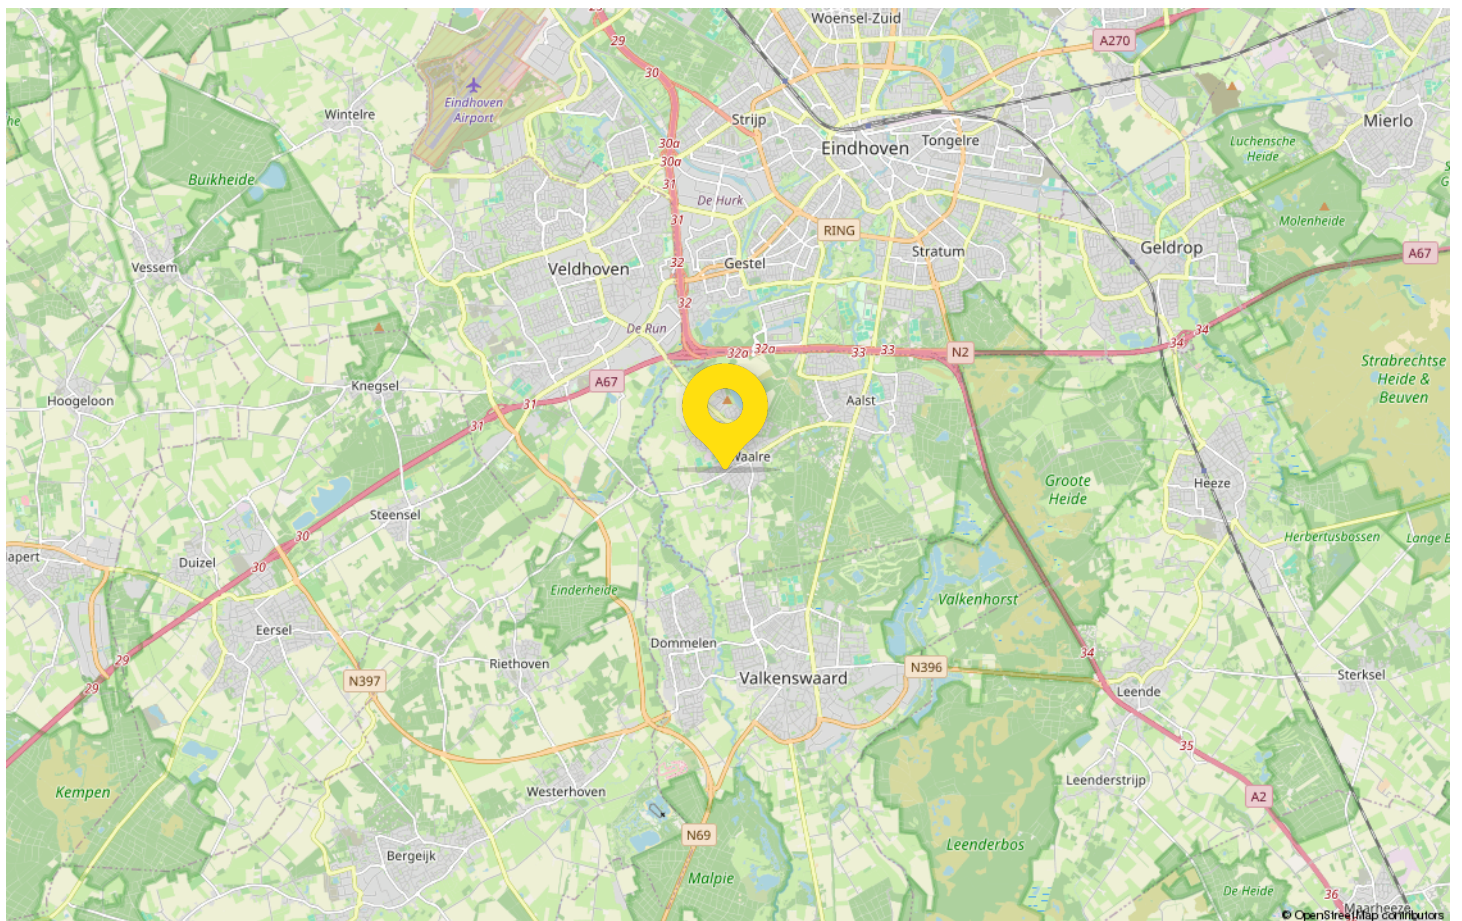 29
Woensel-Zuid
29
A270
30
Eindhoven
Airport
Wintelre
Strijp
Mierlo
30a
30a
Eindhoven
Tongelre
Luchensche
Heide
Buikheide
31
De Hurk
31
RING
Molenheide
Stratum
Geldrop
A67
Vessem
Veldhoven
32
Gestel
32
De Run
34
34
32a
32a
33
33
N2
Strabrechtse
Heide &
Beuven
Knegsel
A67
Hoogeloon
31
31
Aalst
Waalre
Groote
Heide
Heeze
Steensel
30
Herbertusbossen
apert
Duizel
30
Einderheide
Valkenhorst
Eersel
Dommelen
34
29
29
Riethoven
N397
Valkenswaard
N396
Leende
Sterksel
35
Leenderstrijp
Kempen
Westerhoven
A2
N69
Bergeijk
Leenderbos
Malpie
De Heide
36
Maarheeze
© OpenStreetMap contributors